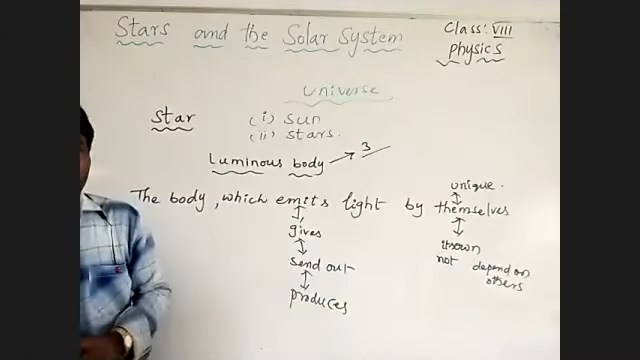 Stars and the Solar System
Class: VIII
Physics
Universe
Star
(i) Sun
(ii) Stars.
Luminous body → 3
The body, which emits light by themselves
unique.
gives
send out
produces
itsown
not depend on
others